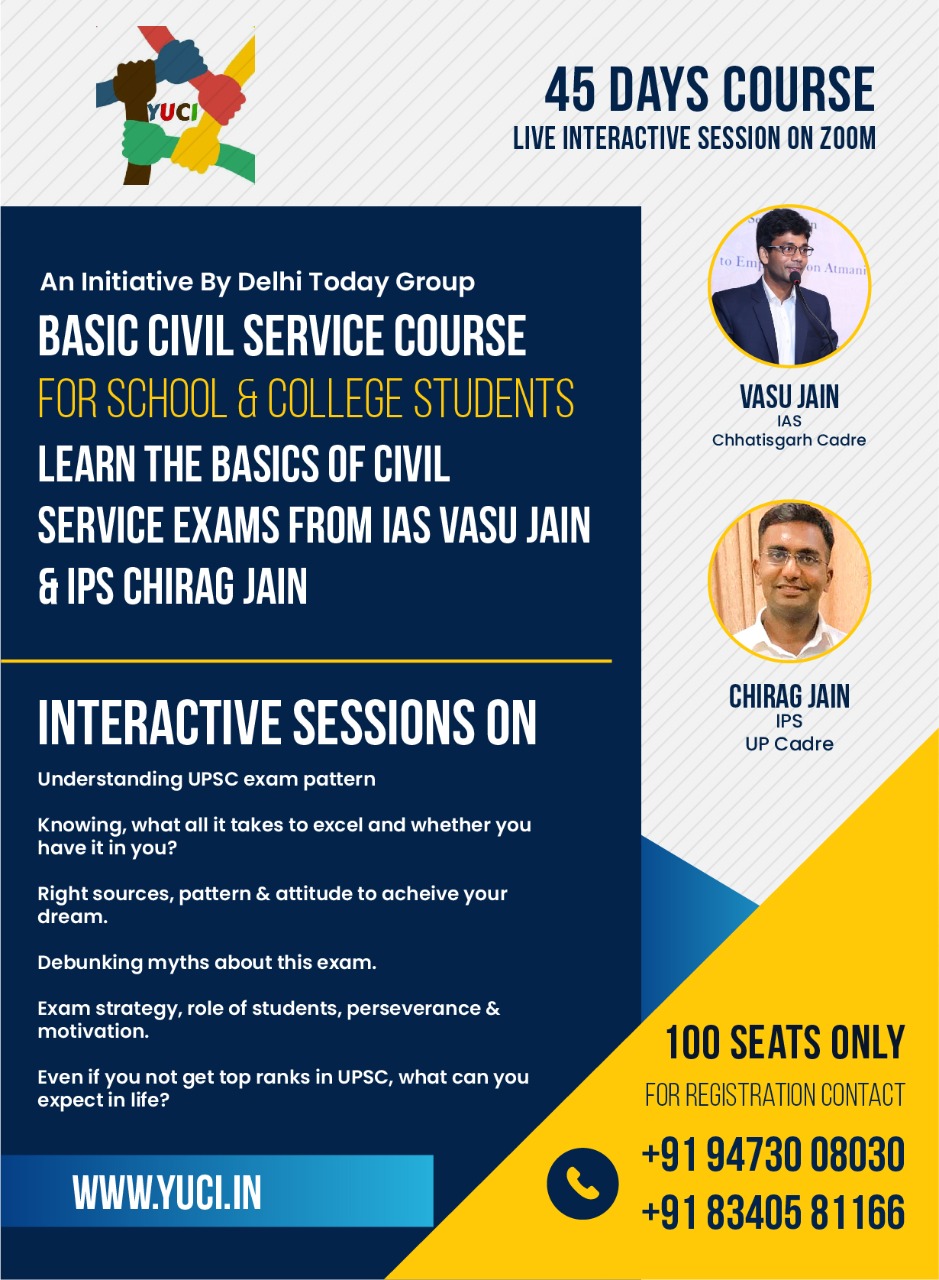 YUCI
45 DAYS COURSE
LIVE INTERACTIVE SESSION ON ZOOM
An Initiative By Delhi Today Group
BASIC CIVIL SERVICE COURSE
FOR SCHOOL & COLLEGE STUDENTS
LEARN THE BASICS OF CIVIL
SERVICE EXAMS FROM IAS VASU JAIN
& IPS CHIRAG JAIN
to Emp on Atmani
VASU JAIN
IAS
Chhatisgarh Cadre
CHIRAG JAIN
IPS
UP Cadre
INTERACTIVE SESSIONS ON
Understanding UPSC exam pattern
Knowing, what all it takes to excel and whether you
have it in you?
Right sources, pattern & attitude to acheive your
dream.
Debunking myths about this exam.
Exam strategy, role of students, perseverance &
motivation.
Even if you not get top ranks in UPSC, what can you
expect in life?
WWW.YUCI.IN
100 SEATS ONLY
FOR REGISTRATION CONTACT
+91 94730 08030
+91 83405 81166